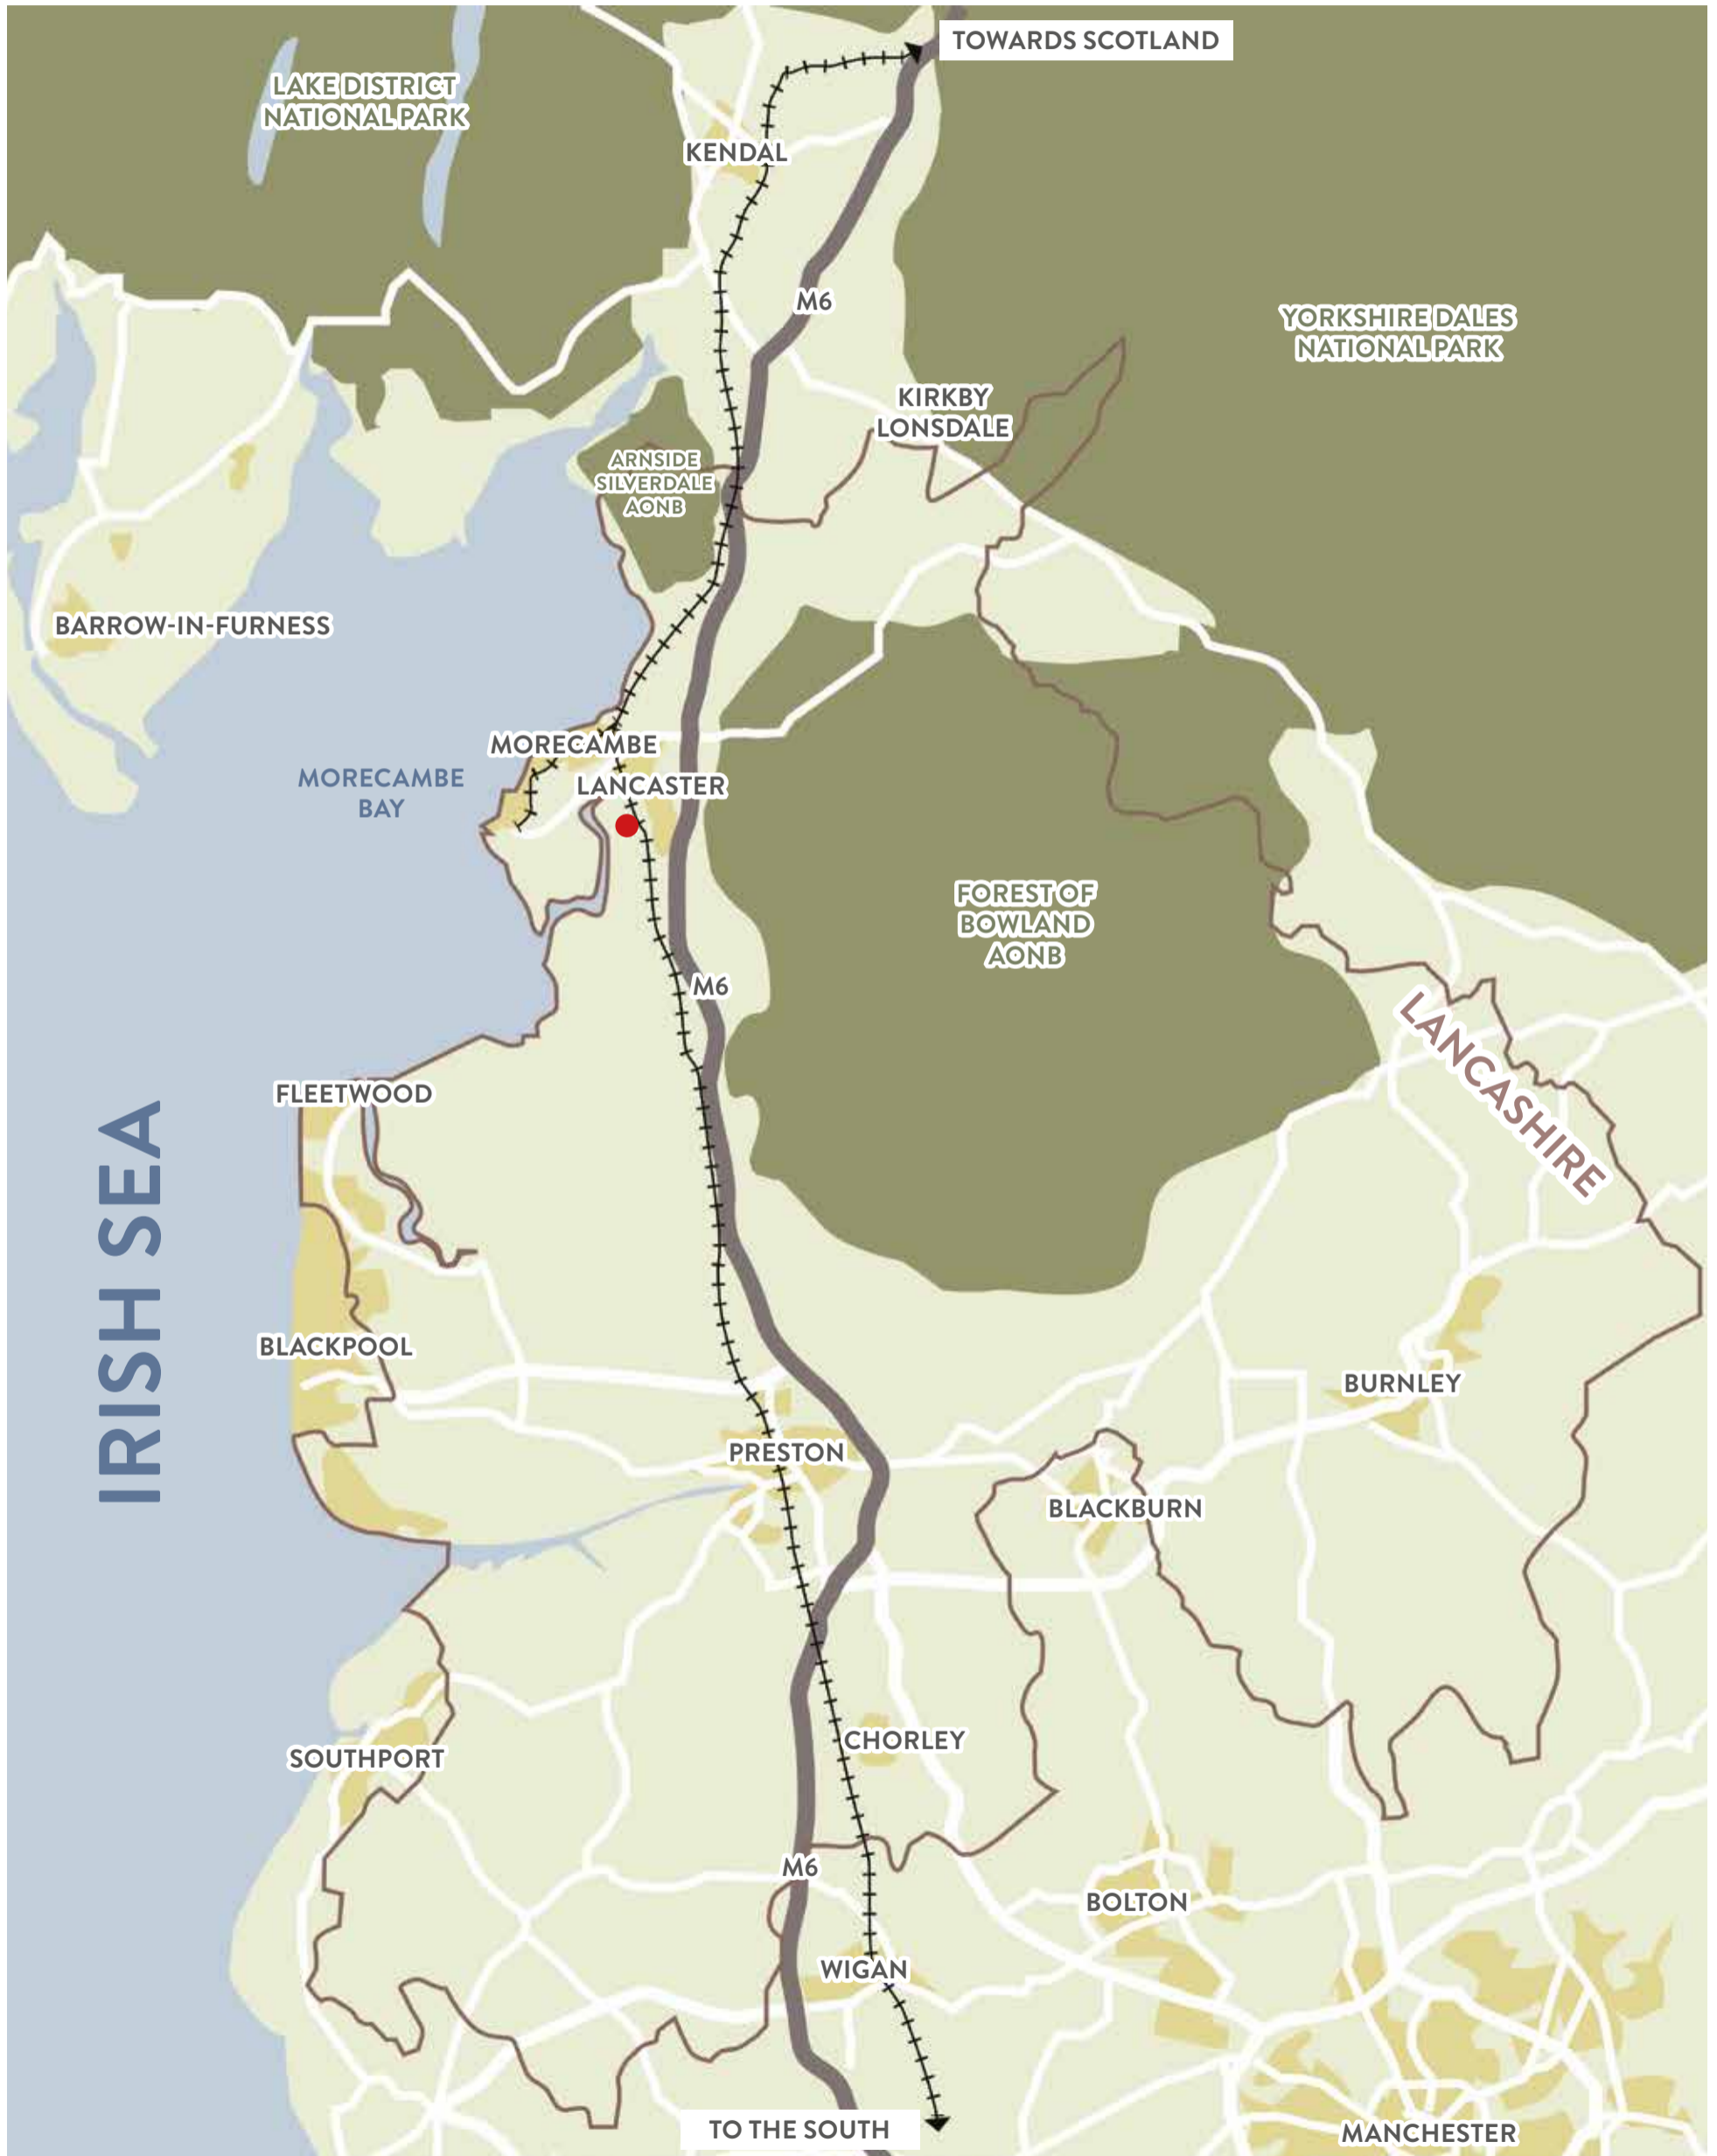 TOWARDS SCOTLAND
LAKE DISTRICT
NATIONAL PARK
KENDAL
M6
YORKSHIRE DALES
NATIONAL PARK
KIRKBY
LONSDALE
ARNSIDE
SILVERDALE
AONB
BARROW-IN-FURNESS
MORECAMBE
MORECAMBE
BAY
LANCASTER
FOREST OF
BOWLAND
AONB
M6
LANCASHIRE
FLEETWOOD
IRISH SEA
BLACKPOOL
BURNLEY
PRESTON
BLACKBURN
CHORLEY
SOUTHPORT
M6
BOLTON
WIGAN
TO THE SOUTH
MANCHESTER